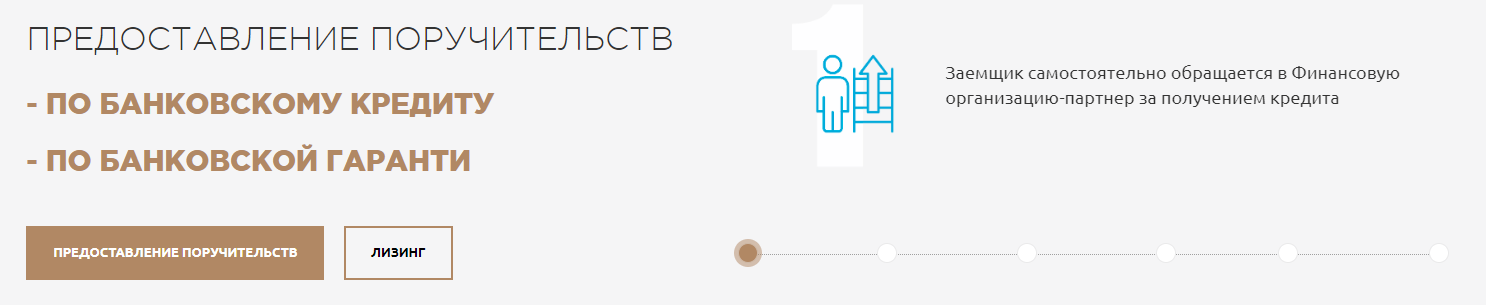 ПРЕДОСТАВЛЕНИЕ ПОРУЧИТЕЛЬСТВ
- ПО БАНКОВСКОМУ КРЕДИТУ
- ПО БАНКОВСКОЙ ГАРАНТИ
ПРЕДОСТАВЛЕНИЕ ПОРУЧИТЕЛЬСТВ
ЛИЗИНГ
1
Заемщик самостоятельно обращается в Финансовую
организацию-партнер за получением кредита